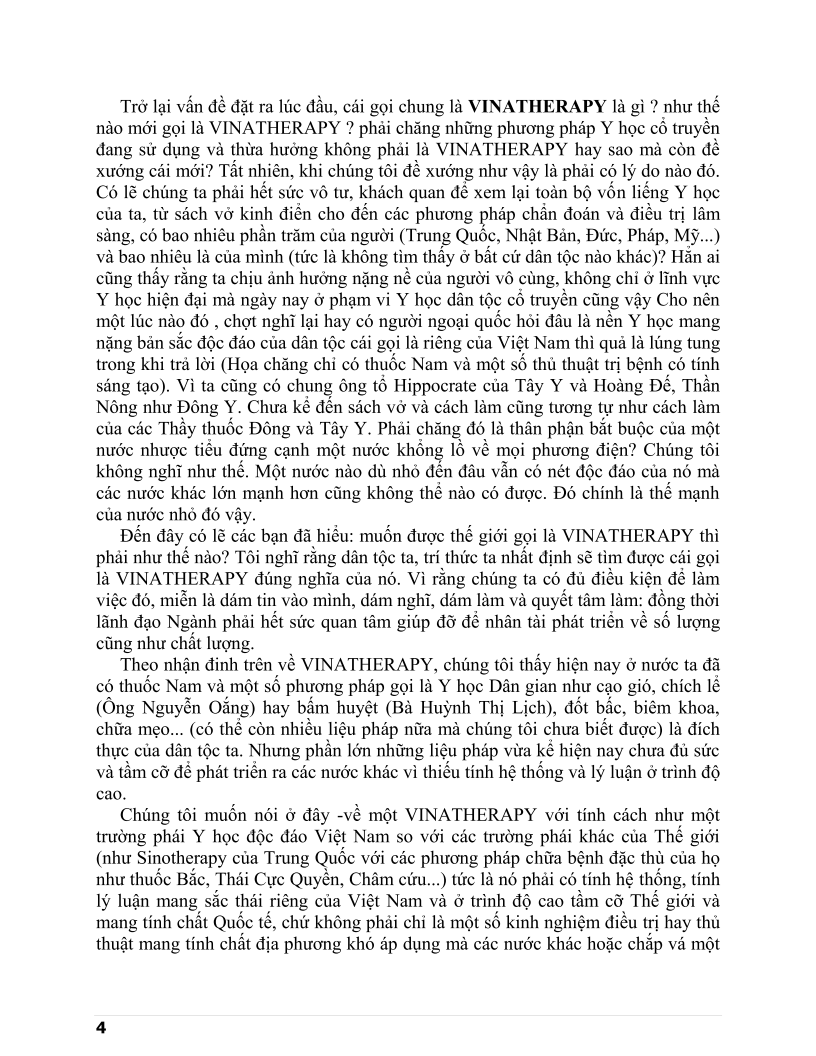 Trở lại vấn đề đặt ra lúc đầu, cái gọi chung là VINATHERAPY là gì ? như thế
nào mới gọi là VINATHERAPY ? phải chăng những phương pháp Y học cổ truyền
đang sử dụng và thừa hưởng không phải là VINATHERAPY hay sao mà còn đề
xướng cái mới? Tất nhiên, khi chúng tôi đề xướng như vậy là phải có lý do nào đó.
Có lẽ chúng ta phải hết sức vô tư, khách quan để xem lại toàn bộ vốn liếng Y học
của ta, từ sách vở kinh điển cho đến các phương pháp chẩn đoán và điều trị lâm
sàng, có bao nhiêu phần trăm của người (Trung Quốc, Nhật Bản, Đức, Pháp, Mỹ...)
và bao nhiêu là của mình (tức là không tìm thấy ở bất cứ dân tộc nào khác)? Hẳn ai
cũng thấy rằng ta chịu ảnh hưởng nặng nề của người vô cùng, không chỉ ở lĩnh vực
Y học hiện đại mà ngày nay ở phạm vi Y học dân tộc cổ truyền cũng vậy Cho nên
một lúc nào đó , chợt nghĩ lại hay có người ngoại quốc hỏi đâu là nền Y học mang
nặng bản sắc độc đáo của dân tộc cái gọi là riêng của Việt Nam thì quả là lúng tung
trong khi trả lời (Họa chăng chỉ có thuốc Nam và một số thủ thuật trị bệnh có tính
sáng tạo). Vì ta cũng có chung ông tổ Hippocrate của Tây Y và Hoàng Đế, Thần
Nông như Đông Y. Chưa kể đến sách vở và cách làm cũng tương tự như cách làm
của các Thầy thuốc Đông và Tây Y. Phải chăng đó là thân phận bắt buộc của một
nước nhược tiểu đứng cạnh một nước khổng lồ về mọi phương điện? Chúng tôi
không nghĩ như thế. Một nước nào dù nhỏ đến đâu vẫn có nét độc đáo của nó mà
các nước khác lớn mạnh hơn cũng không thể nào có được. Đó chính là thế mạnh
của nước nhỏ đó vậy.
Đến đây có lẽ các bạn đã hiểu: muốn được thế giới gọi là VINATHERAPY thì
phải như thế nào? Tôi nghĩ rằng dân tộc ta, trí thức ta nhất định sẽ tìm được cái gọi
là VINATHERAPY đúng nghĩa của nó. Vì rằng chúng ta có đủ điều kiện để làm
việc đó, miễn là dám tin vào mình, dám nghĩ, dám làm và quyết tâm làm: đồng thời
lãnh đạo Ngành phải hết sức quan tâm giúp đỡ để nhân tài phát triển về số lượng
cũng như chất lượng.
Theo nhận đinh trên về VINATHERAPY, chúng tôi thấy hiện nay ở nước ta đã
có thuốc Nam và một số phương pháp gọi là Y học Dân gian như cạo gió, chích lể
(Ông Nguyễn Oắng) hay bấm huyệt (Bà Huỳnh Thị Lịch), đốt bấc, biêm khoa,
chữa mẹo... (có thể còn nhiều liệu pháp nữa mà chúng tôi chưa biết được) là đích
thực của dân tộc ta. Nhưng phần lớn những liệu pháp vừa kể hiện nay chưa đủ sức
và tầm cỡ để phát triển ra các nước khác vì thiếu tính hệ thống và lý luận ở trình độ
cao.
Chúng tôi muốn nói ở đây -về một VINATHERAPY với tính cách như một
trường phái Y học độc đáo Việt Nam so với các trường phái khác của Thế giới
(như Sinotherapy của Trung Quốc với các phương pháp chữa bệnh đặc thù của họ
như thuốc Bắc, Thái Cực Quyền, Châm cứu...) tức là nó phải có tính hệ thống, tính
lý luận mang sắc thái riêng của Việt Nam và ở trình độ cao tầm cỡ Thế giới và
mang tính chất Quốc tế, chứ không phải chỉ là một số kinh nghiệm điều trị hay thủ
thuật mang tính chất địa phương khó áp dụng mà các nước khác hoặc chắp vá một
4